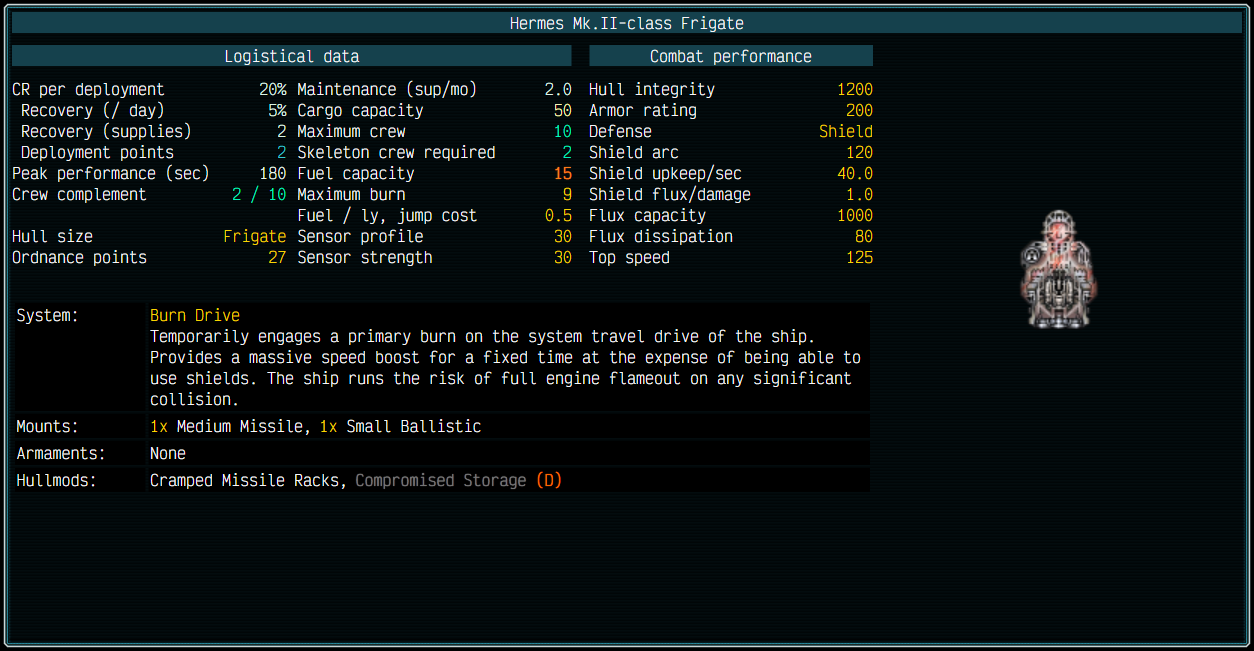 Hermes Mk.II-class Frigate
Logistical data Combat performance
CR per deployment 20% Maintenance (sup/mo) 2.0 Hull integrity 1200
Recovery (/ day) 5% Cargo capacity 50 Armor rating 200
Recovery (supplies) 2 Maximum crew 10 Defense Shield
Deployment points 2 Skeleton crew required 2 Shield arc 120
Peak performance (sec) 180 Fuel capacity 15 Shield upkeep/sec 40.0
Crew complement 2 / 10 Maximum burn 9 Shield flux/damage 1.0
Fuel / ly, jump cost 0.5 Flux capacity 1000
Hull size Frigate Sensor profile 30 Flux dissipation 80
Ordnance points 27 Sensor strength 30 Top speed 125
System: Burn Drive
Temporarily engages a primary burn on the system travel drive of the ship.
Provides a massive speed boost for a fixed time at the expense of being able to
use shields. The ship runs the risk of full engine flameout on any significant
collision.
Mounts: 1x Medium Missile, 1x Small Ballistic
Armaments: None
Hullmods: Cramped Missile Racks, Compromised Storage (D)